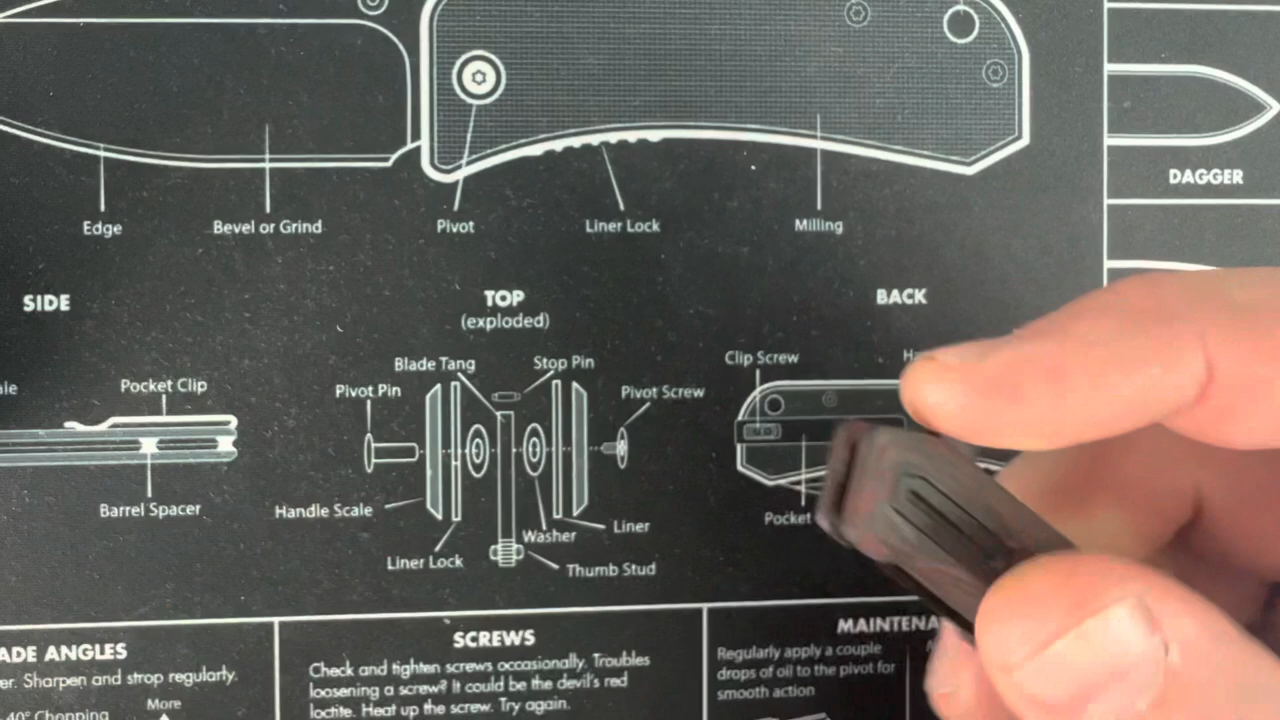 DAGGER
Edge
Bevel or Grind
Pivot
Liner Lock
Milling
SIDE
TOP
(exploded)
BACK
Pocket Clip
Barrel Spacer
Blade Tang
Stop Pin
Pivot Pin
Pivot Screw
Handle Scale
Liner Lock
Washer
Liner
Thumb Stud
Clip Screw
Pocket
ANGLES
Sharpen and strop regularly.
More
40° Chopping
SCREWS
Check and tighten screws occasionally. Troubles
loosening a screw? It could be the devil's red
loctite. Heat up the screw. Try again.
Regularly apply a couple
drops of oil to the pivot for
smooth action